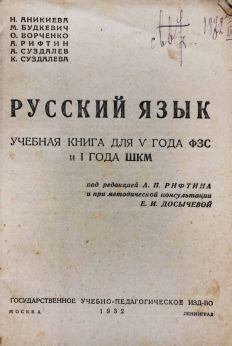 Н. АНИКИЕВА
М. БУДКЕВИЧ
О. ВОРЧЕНКО
А. РИФТИН
А. СУЗДАЛЕВ
К. СУЗДАЛЕВА
РУССКИЙ ЯЗЫК
УЧЕБНАЯ КНИГА ДЛЯ V ГОДА ФЗС
и I ГОДА ШКМ
под редакцией А. П. РИФТИНА
и при методической консультации
Е. И. ДОСЫЧЕВОЙ
ГОСУДАРСТВЕННОЕ УЧЕБНО-ПЕДАГОГИЧЕСКОЕ ИЗД-ВО
МОСКВА 1932 ЛЕНИНГРАД